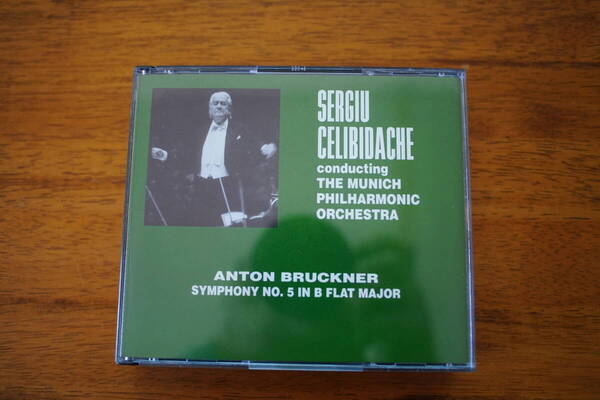 SERGIU
CELIBIDACHE
conducting
THE MUNICH
PHILHARMONIC
ORCHESTRA
ANTON BRUCKNER
SYMPHONY NO. 5 IN B FLAT MAJOR